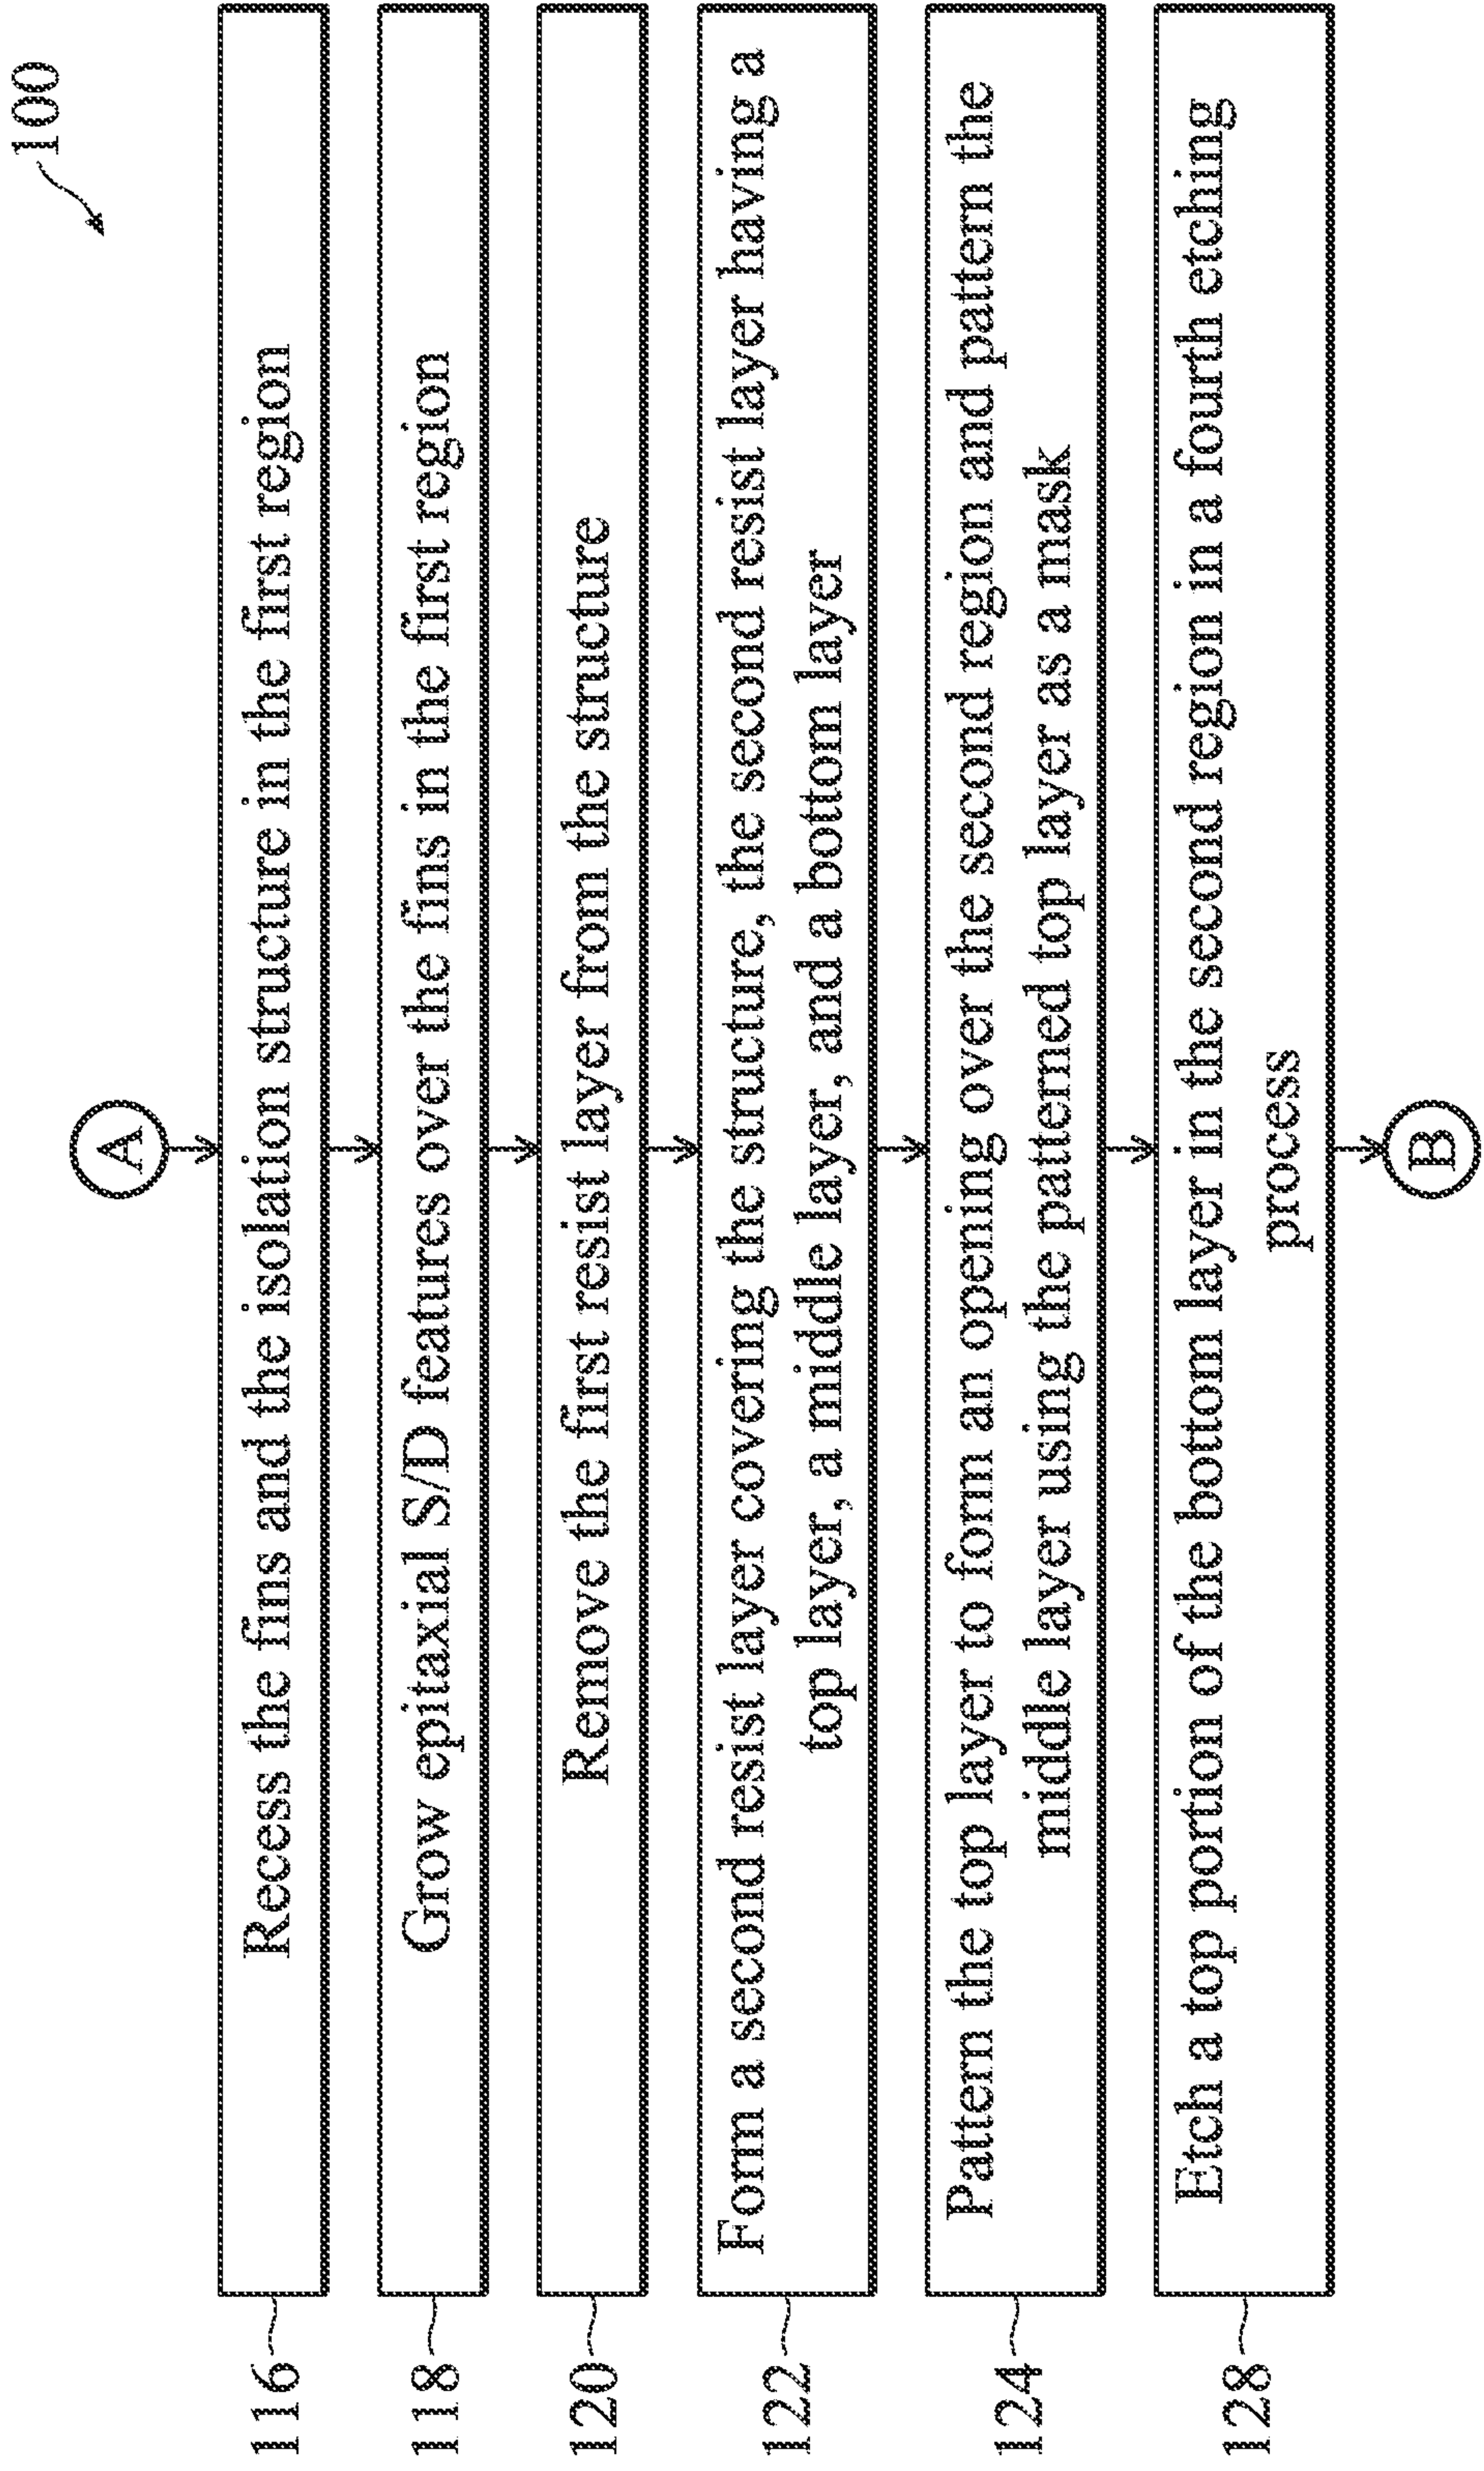 100
A
116
Recess the fins and the isolation structure in the first region
118
Grow epitaxial S/D features over the fins in the first region
120
Remove the first resist layer from the structure
122
Form a second resist layer covering the structure, the second resist layer having a
top layer, a middle layer, and a bottom layer
124
Pattern the top layer to form an opening over the second region and pattern the
middle layer using the patterned top layer as a mask
128
Etch a top portion of the bottom layer in the second region in a fourth etching
process
B